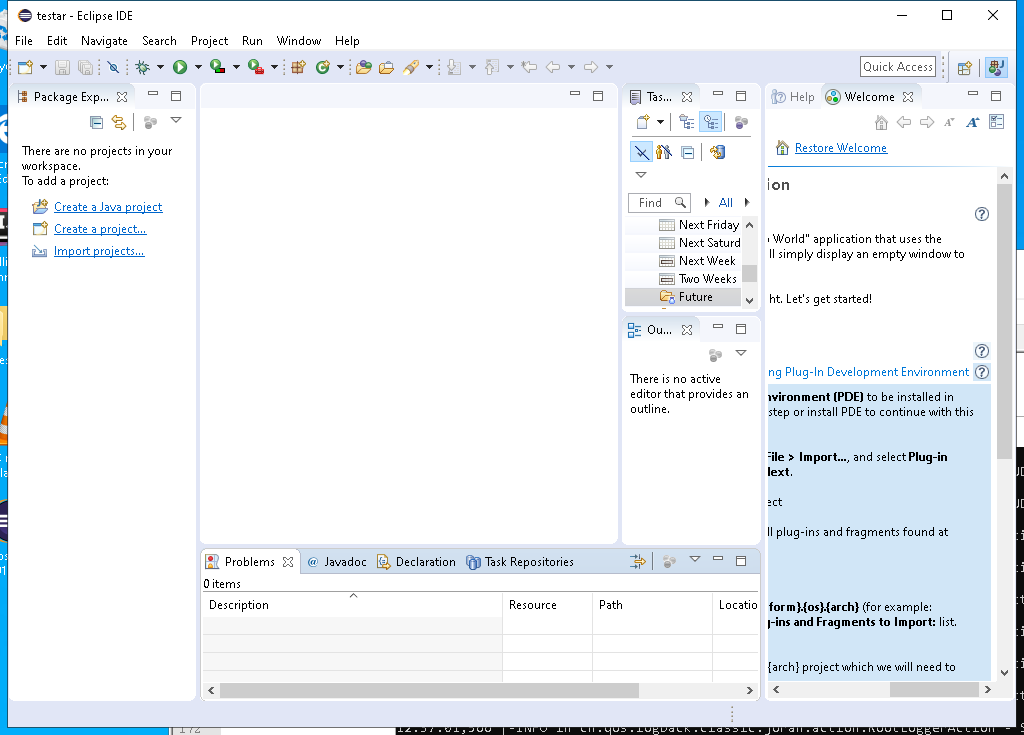 testar - Eclipse IDE
File Edit Navigate Search Project Run Window Help
Quick Access
Package Exp...
There are no projects in your
workspace.
To add a project:
Create a Java project
Create a project...
Import projects...
Tas...
Find
All
Next Friday
Next Saturd
Next Week
Two Weeks
Future
Ou...
There is no active
editor that provides an
outline.
Help
Welcome
Restore Welcome
ion
World" application that uses the
ll simply display an empty window to
ht. Let's get started!
ng Plug-In Development Environment
nvironment (PDE) to be installed in
step or install PDE to continue with this
File > Import..., and select Plug-in
Next.
ect
ll plug-ins and fragments found at
form}.{os}.{arch} (for example:
g-ins and Fragments to Import: list.
{arch} project which we will need to
Problems
@ Javadoc
Declaration
Task Repositories
0 items
Description
Resource
Path
Locatio
172
12:57:01,566 |-INFO in ch.qos.logback.classic.joran.action.RootLoggerAction - s